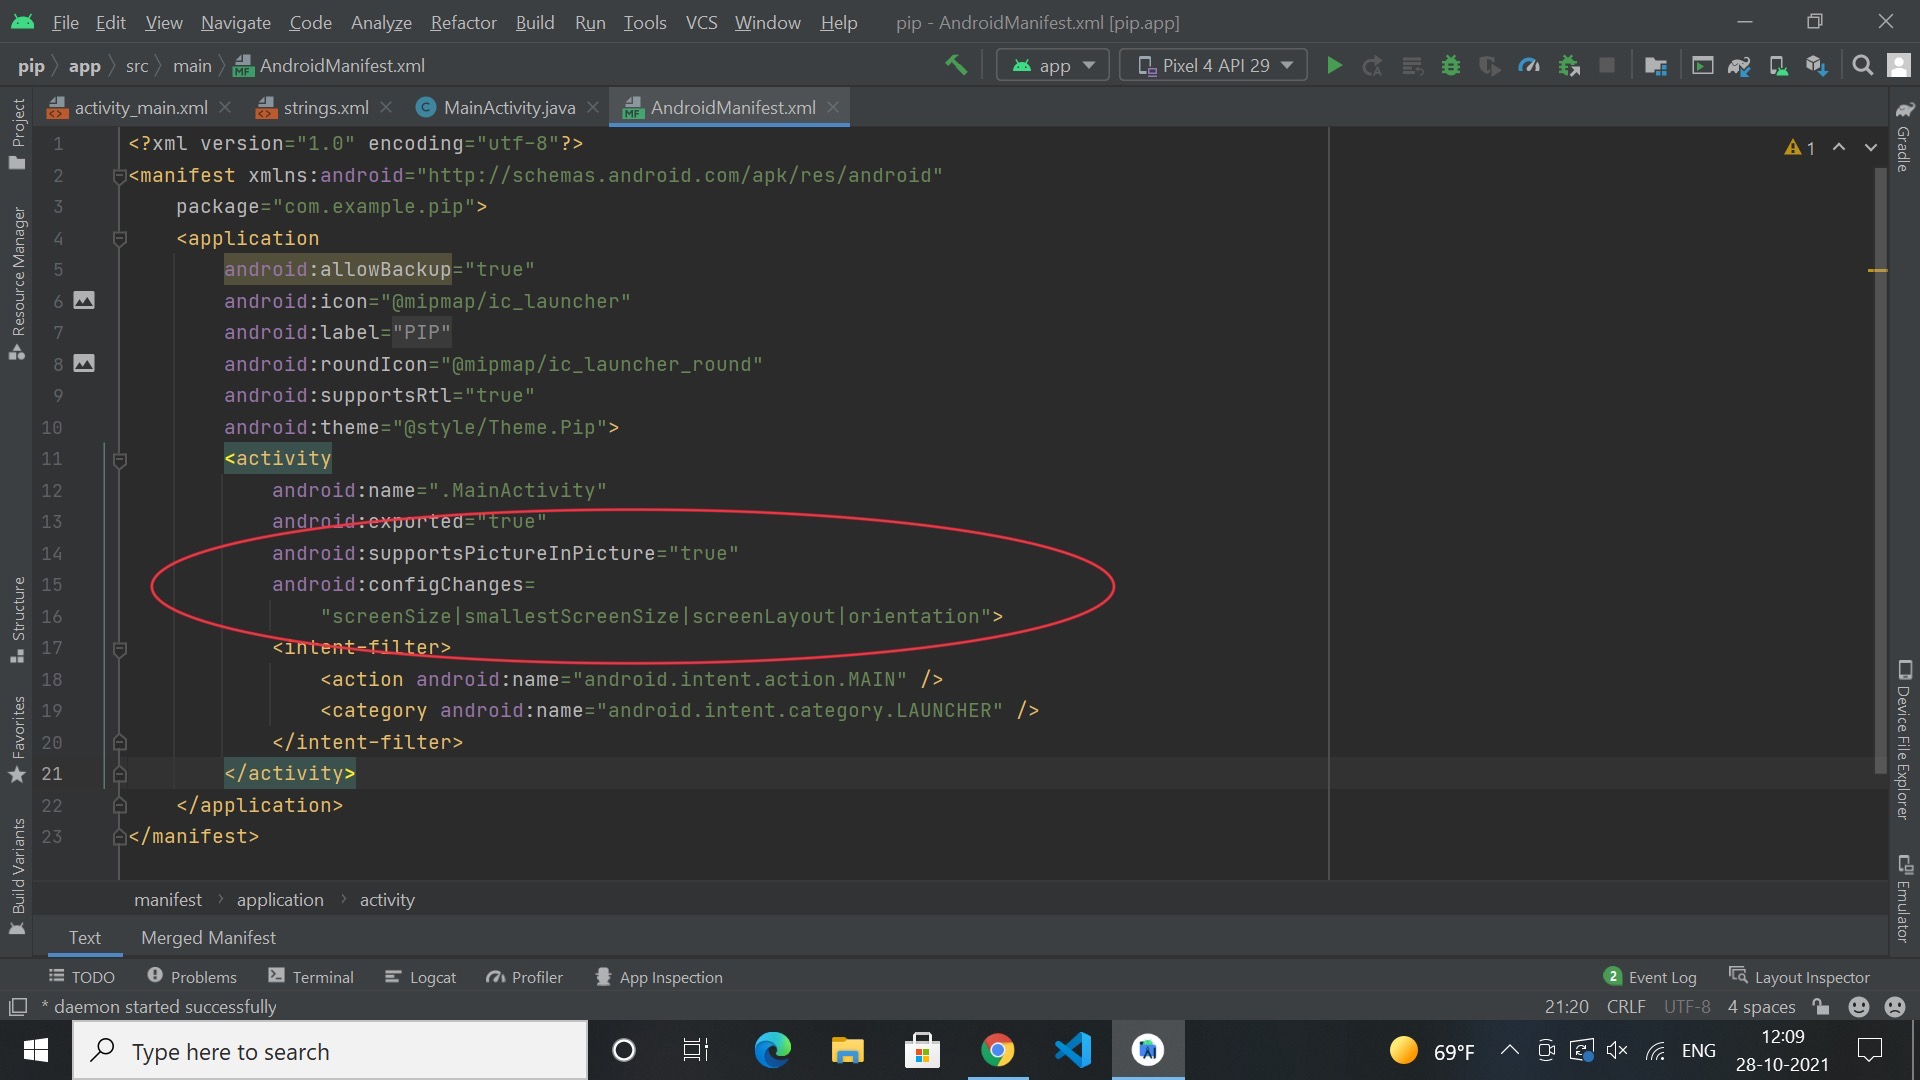 File Edit View Navigate Code Analyze Refactor Build Run Tools VCS Window Help pip - AndroidManifest.xml [pip.app]
pip app src main AndroidManifest.xml app Pixel 4 API 29
activity_main.xml strings.xml MainActivity.java AndroidManifest.xml
1 <?xml version="1.0" encoding="utf-8"?>
2 <manifest xmlns:android="http://schemas.android.com/apk/res/android"
3 package="com.example.pip">
4 <application
5 android:allowBackup="true"
6 android:icon="@mipmap/ic_launcher"
7 android:label="PIP"
8 android:roundIcon="@mipmap/ic_launcher_round"
9 android:supportsRtl="true"
10 android:theme="@style/Theme.Pip">
11 <activity
12 android:name=".MainActivity"
13 android:exported="true"
14 android:supportsPictureInPicture="true"
15 android:configChanges=
16 "screenSize|smallestScreenSize|screenLayout|orientation">
17 <intent-filter>
18 <action android:name="android.intent.action.MAIN" />
19 <category android:name="android.intent.category.LAUNCHER" />
20 </intent-filter>
21 </activity>
22 </application>
23 </manifest>
1
Project
Resource Manager
Structure
Favorites
Build Variants
Gradle
Device File Explorer
Emulator
manifest application activity
Text Merged Manifest
TODO Problems Terminal Logcat Profiler App Inspection 2 Event Log Layout Inspector
* daemon started successfully 21:20 CRLF UTF-8 4 spaces
Type here to search 69°F ENG 12:09
28-10-2021